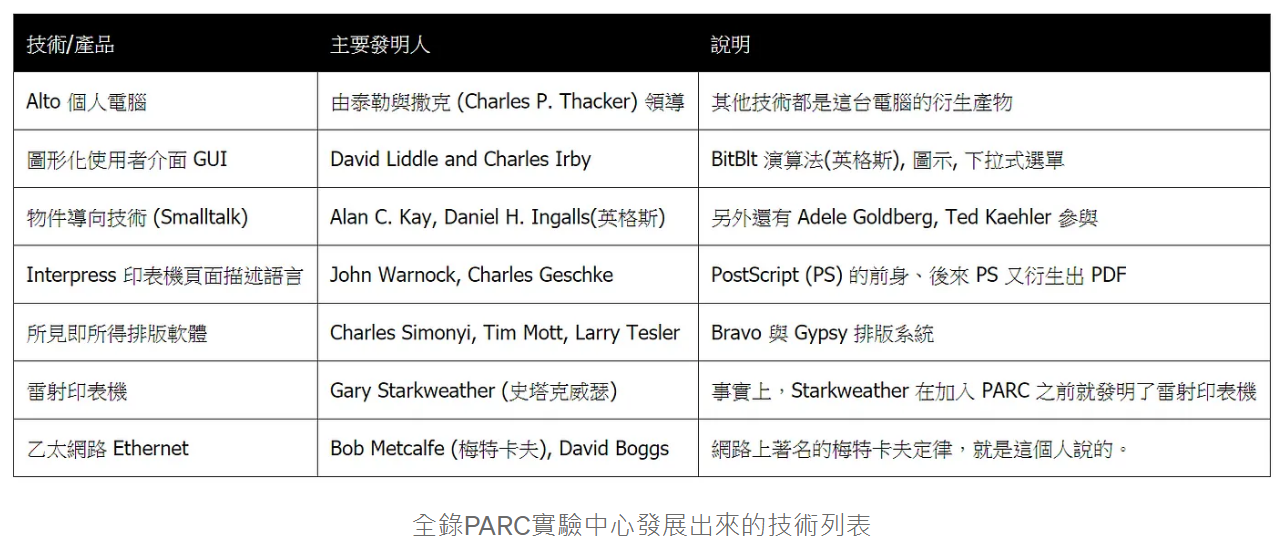 技術/產品 主要發明人 說明
Alto 個人電腦 由泰勒與撒克 (Charles P. Thacker) 領導 其他技術都是這台電腦的衍生產物
圖形化使用者介面 GUI David Liddle and Charles Irby BitBlt 演算法(英格斯), 圖示, 下拉式選單
物件導向技術 (Smalltalk) Alan C. Kay, Daniel H. Ingalls(英格斯) 另外還有 Adele Goldberg, Ted Kaehler 參與
Interpress 印表機頁面描述語言 John Warnock, Charles Geschke PostScript (PS) 的前身、後來 PS 又衍生出 PDF
所見即所得排版軟體 Charles Simonyi, Tim Mott, Larry Tesler Bravo 與 Gypsy 排版系統
雷射印表機 Gary Starkweather (史塔克威瑟) 事實上，Starkweather 在加入 PARC 之前就發明了雷射印表機
乙太網路 Ethernet Bob Metcalfe (梅特卡夫), David Boggs 網路上著名的梅特卡夫定律，就是這個人說的。
全錄PARC實驗中心發展出來的技術列表